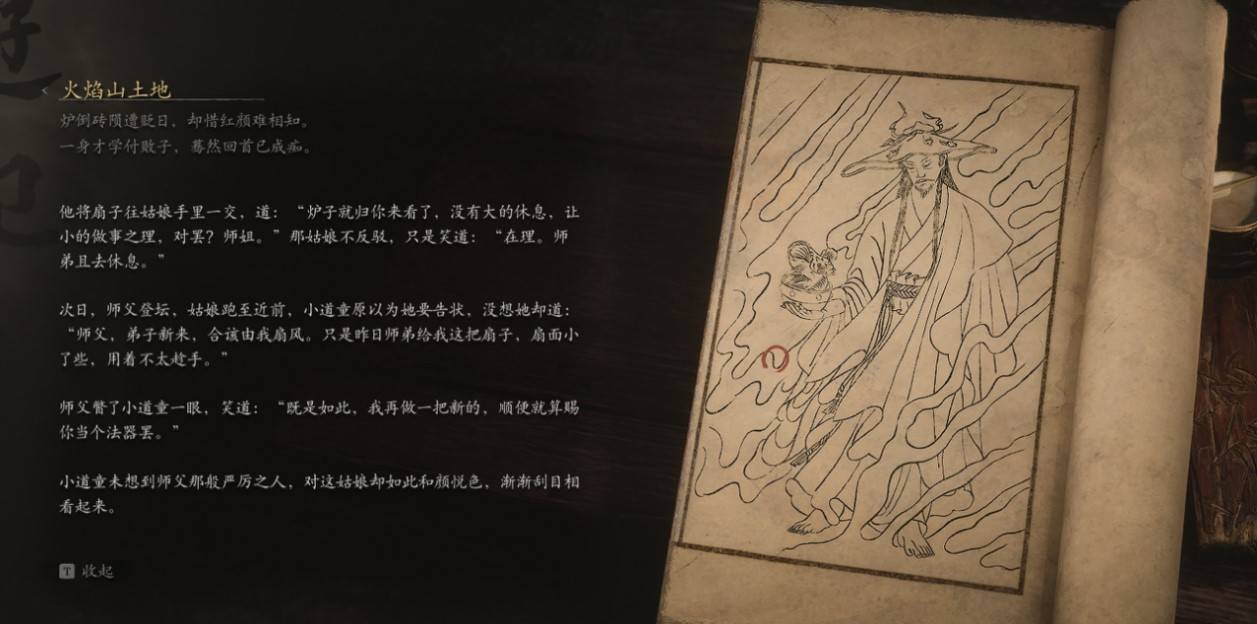 火焰山土地
炉倒砖陨遭贬日，却惜红颜难相知。
一身才学付败子，蓦然回首已成痴。
他将扇子往姑娘手里一交，道：“炉子就归你来看了，没有大的休息，让
小的做事之理，对罢？师姐。”那姑娘不反驳，只是笑道：“在理。师
弟且去休息。”
次日，师父登坛，姑娘跑至近前，小道童原以为她要告状，没想她却道：
“师父，弟子新来，合该由我扇风。只是昨日师弟给我这把扇子，扇面小
了些，用着不太趁手。”
师父瞥了小道童一眼，笑道：“既是如此，我再做一把新的，顺便就算赐
你当个法器罢。”
小道童未想到师父那般严厉之人，对这姑娘却如此和颜悦色，渐渐刮目相
看起来。
T 收起